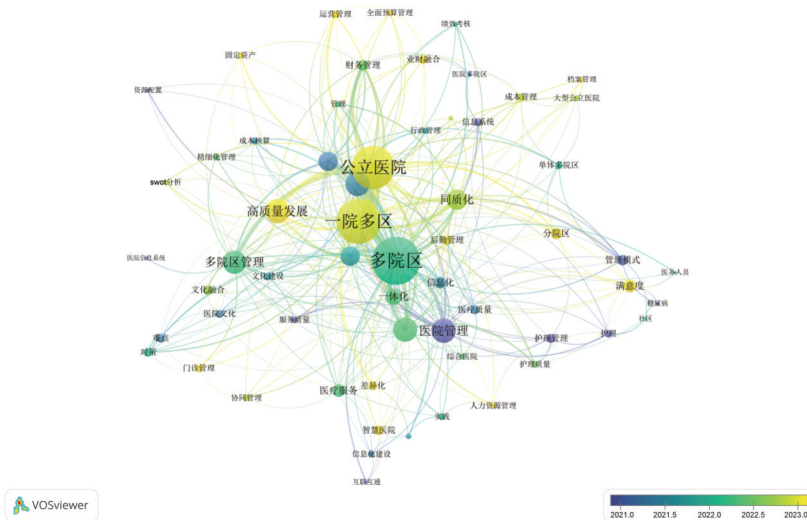 运营管理
全面预算管理
绩效考核
固定资产
财务管理
业财融合
医院多院区
档案管理
资源配置
管理
成本管理
大型公立医院
信息系统
成本核算
行政管理
精细化管理
公立医院
单体多院区
swot分析
同质化
高质量发展
一院多区
分院区
后勤管理
医院信息系统
多院区管理
多院区
管理模式
文化建设
信息化
医务人员
满意度
文化融合
一体化
糖尿病
医院文化
服务质量
医疗质量
社区
医院管理
难点
护理管理
护理
对策
综合医院
门诊管理
护理质量
医疗服务
差异化
协同管理
人力资源管理
实践
智慧医院
信息化建设
互联互通
VOSviewer
2021.0 2021.5 2022.0 2022.5 2023.0